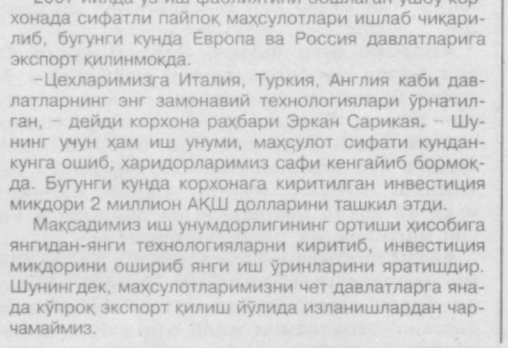 2007 йилда ўз иш фаолиятини бошлаган ушбу кор-
хонада сифатли пайпоқ маҳсулотлари ишлаб чиқари-
либ, бугунги кунда Европа ва Россия давлатларига
экспорт қилинмоқда.
–Цехларимизга Италия, Туркия, Англия каби дав-
латларнинг энг замонавий технологиялари ўрнатил-
ган, – дейди корхона раҳбари Эркан Сарикая. – Шу-
нинг учун ҳам иш унуми, маҳсулот сифати кундан-
кунга ошиб, харидорларимиз сафи кенгайиб бормоқ-
да. Бугунги кунда корхонага киритилган инвестиция
миқдори 2 миллион АҚШ долларини ташкил этди.
Мақсадимиз иш унумдорлигининг ортиши ҳисобига
янгидан-янги технологияларни киритиб, инвестиция
миқдорини ошириб янги иш ўринларини яратишдир.
Шунингдек, маҳсулотларимизни чет давлатларга яна-
да кўпроқ экспорт қилиш йўлида изланишлардан чар-
чамаймиз.